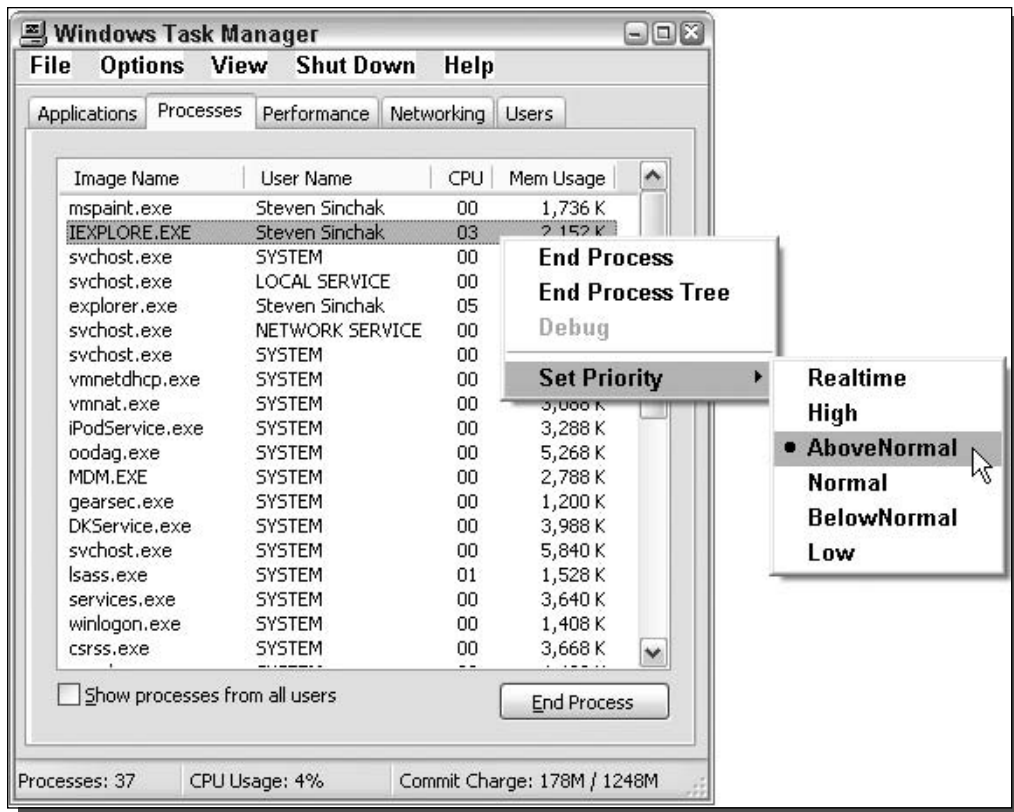 Windows Task Manager
File Options View Shut Down Help
Applications Processes Performance Networking Users
Image Name User Name CPU Mem Usage
mspaint.exe Steven Sinchak 00 1,736 K
IEXPLORE.EXE Steven Sinchak 03 2,152 K
svchost.exe SYSTEM 00
svchost.exe LOCAL SERVICE 00
explorer.exe Steven Sinchak 05
svchost.exe NETWORK SERVICE 00
svchost.exe SYSTEM 00
vmnetdhcp.exe SYSTEM 00
vmnat.exe SYSTEM 00
iPodService.exe SYSTEM 00 3,288 K
oodag.exe SYSTEM 00 5,268 K
MDM.EXE SYSTEM 00 2,788 K
gearsec.exe SYSTEM 00 1,200 K
DKService.exe SYSTEM 00 3,988 K
svchost.exe SYSTEM 00 5,840 K
lsass.exe SYSTEM 01 1,528 K
services.exe SYSTEM 00 3,640 K
winlogon.exe SYSTEM 00 1,408 K
csrss.exe SYSTEM 00 3,668 K
End Process
End Process Tree
Debug
Set Priority
Realtime
High
AboveNormal
Normal
BelowNormal
Low
Show processes from all users
End Process
Processes: 37 CPU Usage: 4% Commit Charge: 178M / 1248M